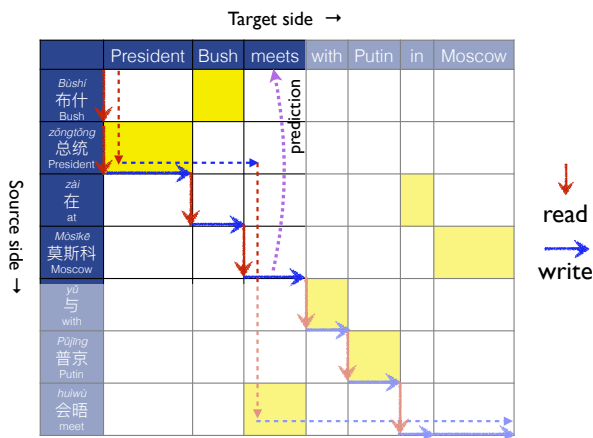 Target side →
President Bush meets with Putin in Moscow
Bùshí
布什
Bush
zǒngtǒng
总统
President
zài
在
at
Mòsīkē
莫斯科
Moscow
yǔ
与
with
Pǔjīng
普京
Putin
huìwù
会晤
meet
Source side →
prediction
read
write